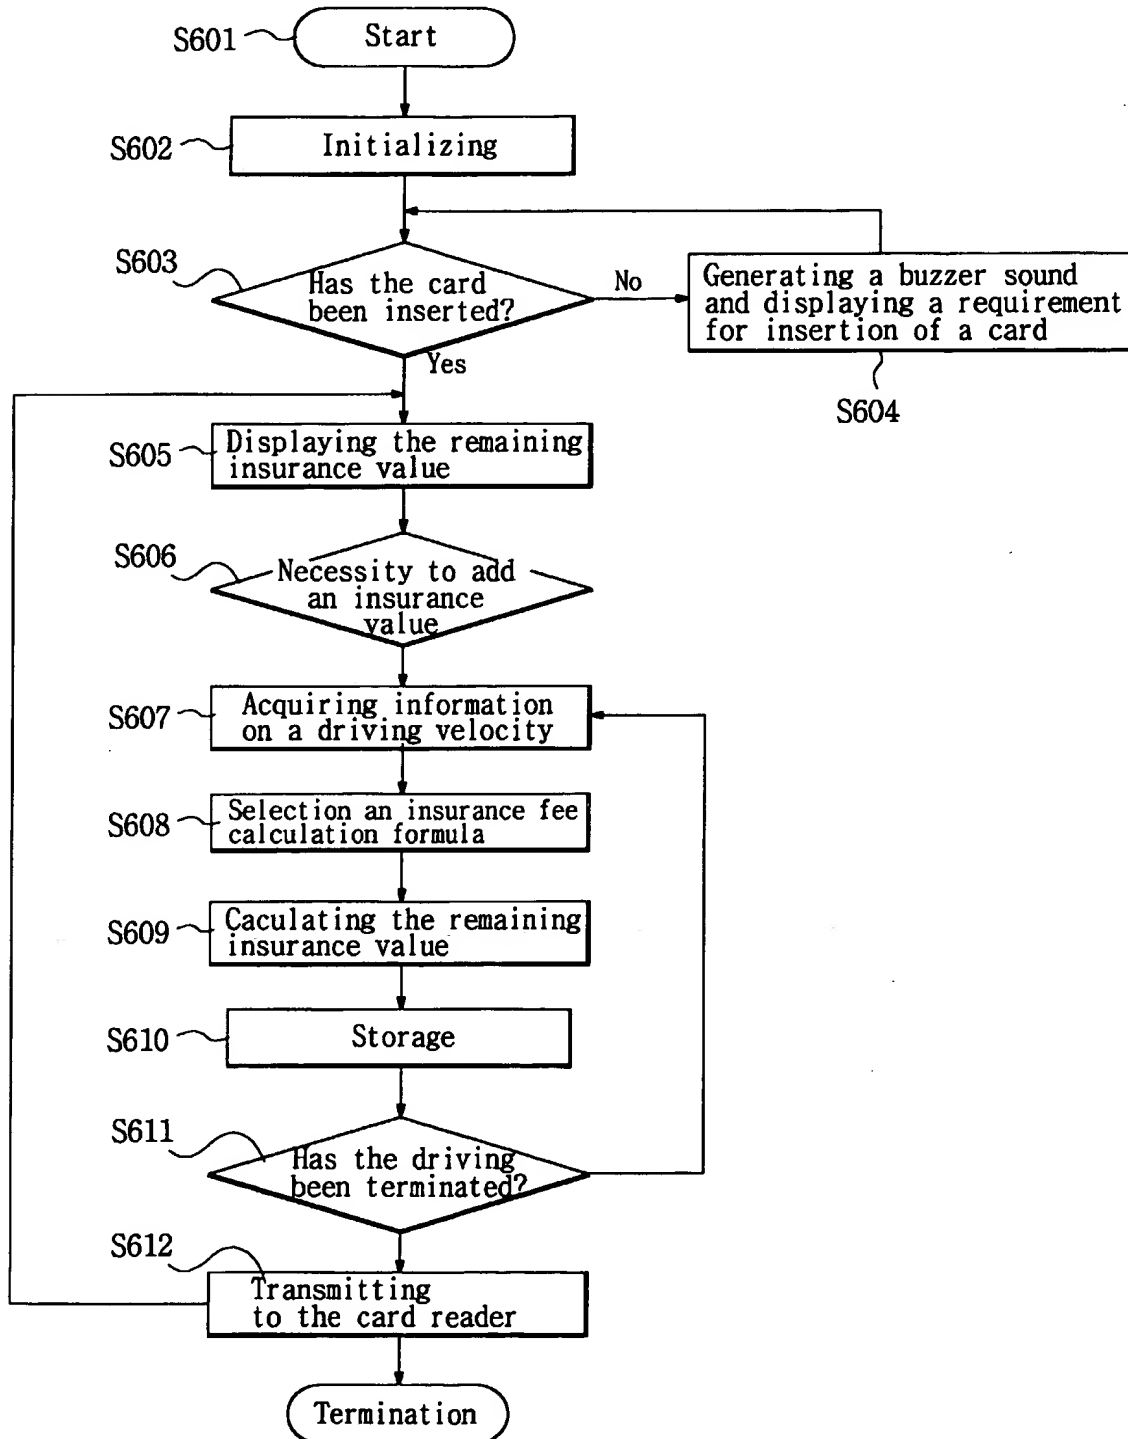 S601
Start
S602
Initializing
S603
Has the card
been inserted?
No
Generating a buzzer sound
and displaying a requirement
for insertion of a card
S604
Yes
S605
Displaying the remaining
insurance value
S606
Necessity to add
an insurance
value
S607
Acquiring information
on a driving velocity
S608
Selection an insurance fee
calculation formula
S609
Caculating the remaining
insurance value
S610
Storage
S611
Has the driving
been terminated?
S612
Transmitting
to the card reader
Termination